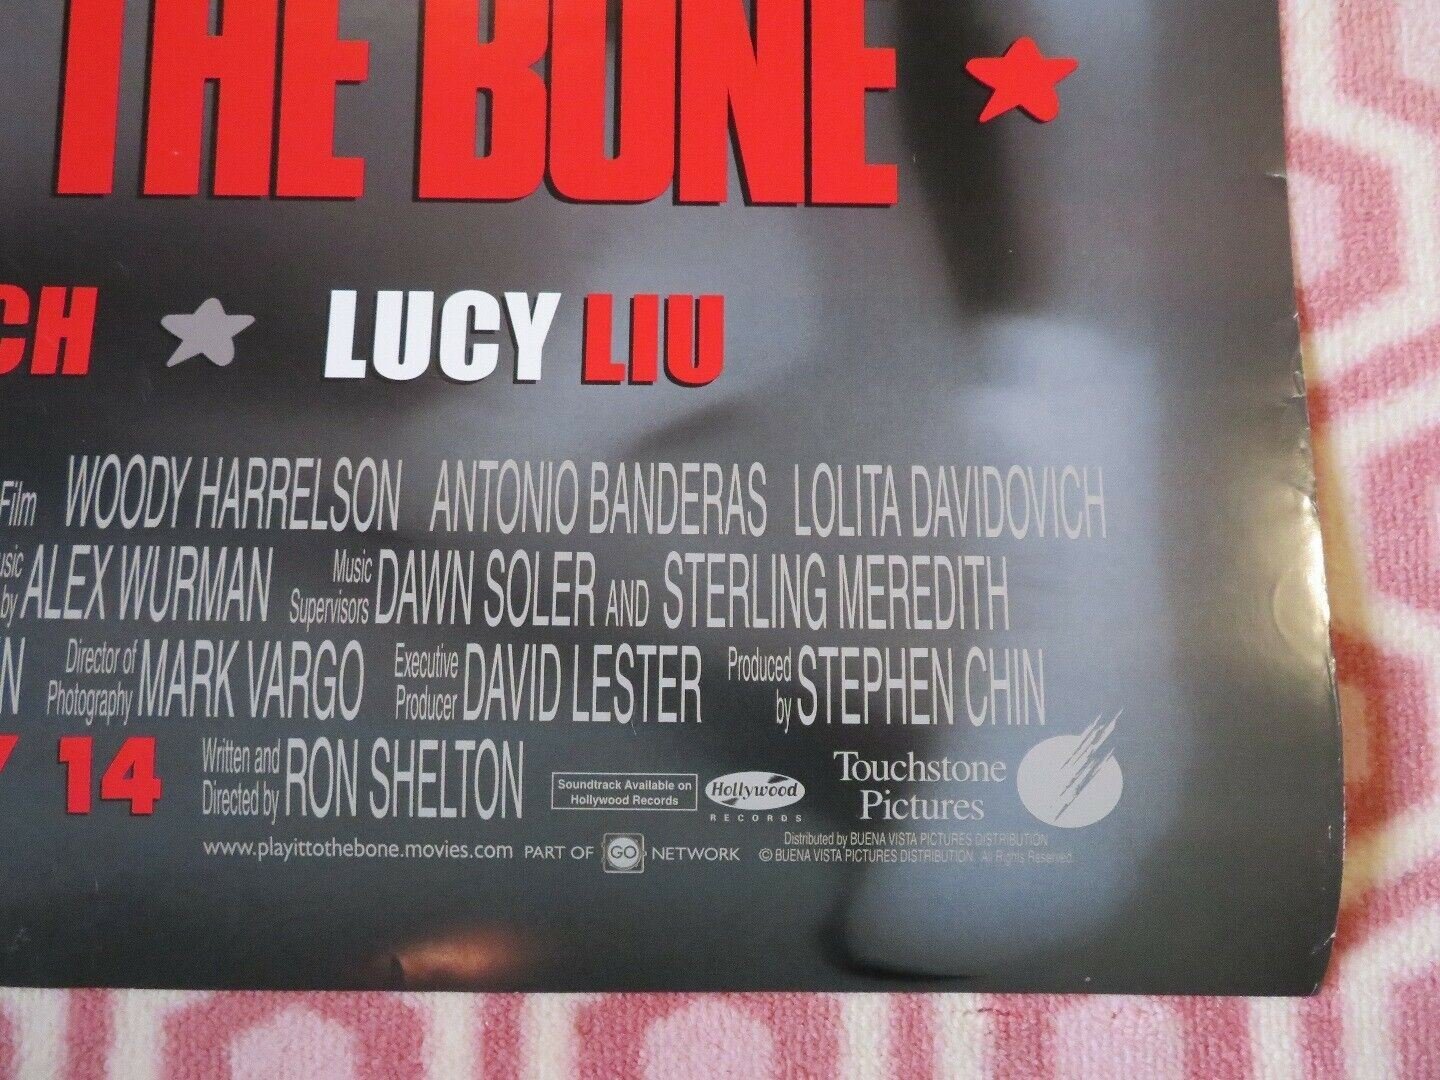 THE BONE
CH LUCY LIU
Film WOODY HARRELSON ANTONIO BANDERAS LOLITA DAVIDOVICH
usic by ALEX WURMAN Music Supervisors DAWN SOLER AND STERLING MEREDITH
N Director of Photography MARK VARGO Executive Producer DAVID LESTER Produced by STEPHEN CHIN
Y 14 Written and Directed by RON SHELTON
Soundtrack Available on
Hollywood Records
Hollywood
RECORDS
Touchstone
Pictures
Distributed by BUENA VISTA PICTURES DISTRIBUTION
www.playittothebone.movies.com PART OF GO NETWORK © BUENA VISTA PICTURES DISTRIBUTION All Rights Reserved.